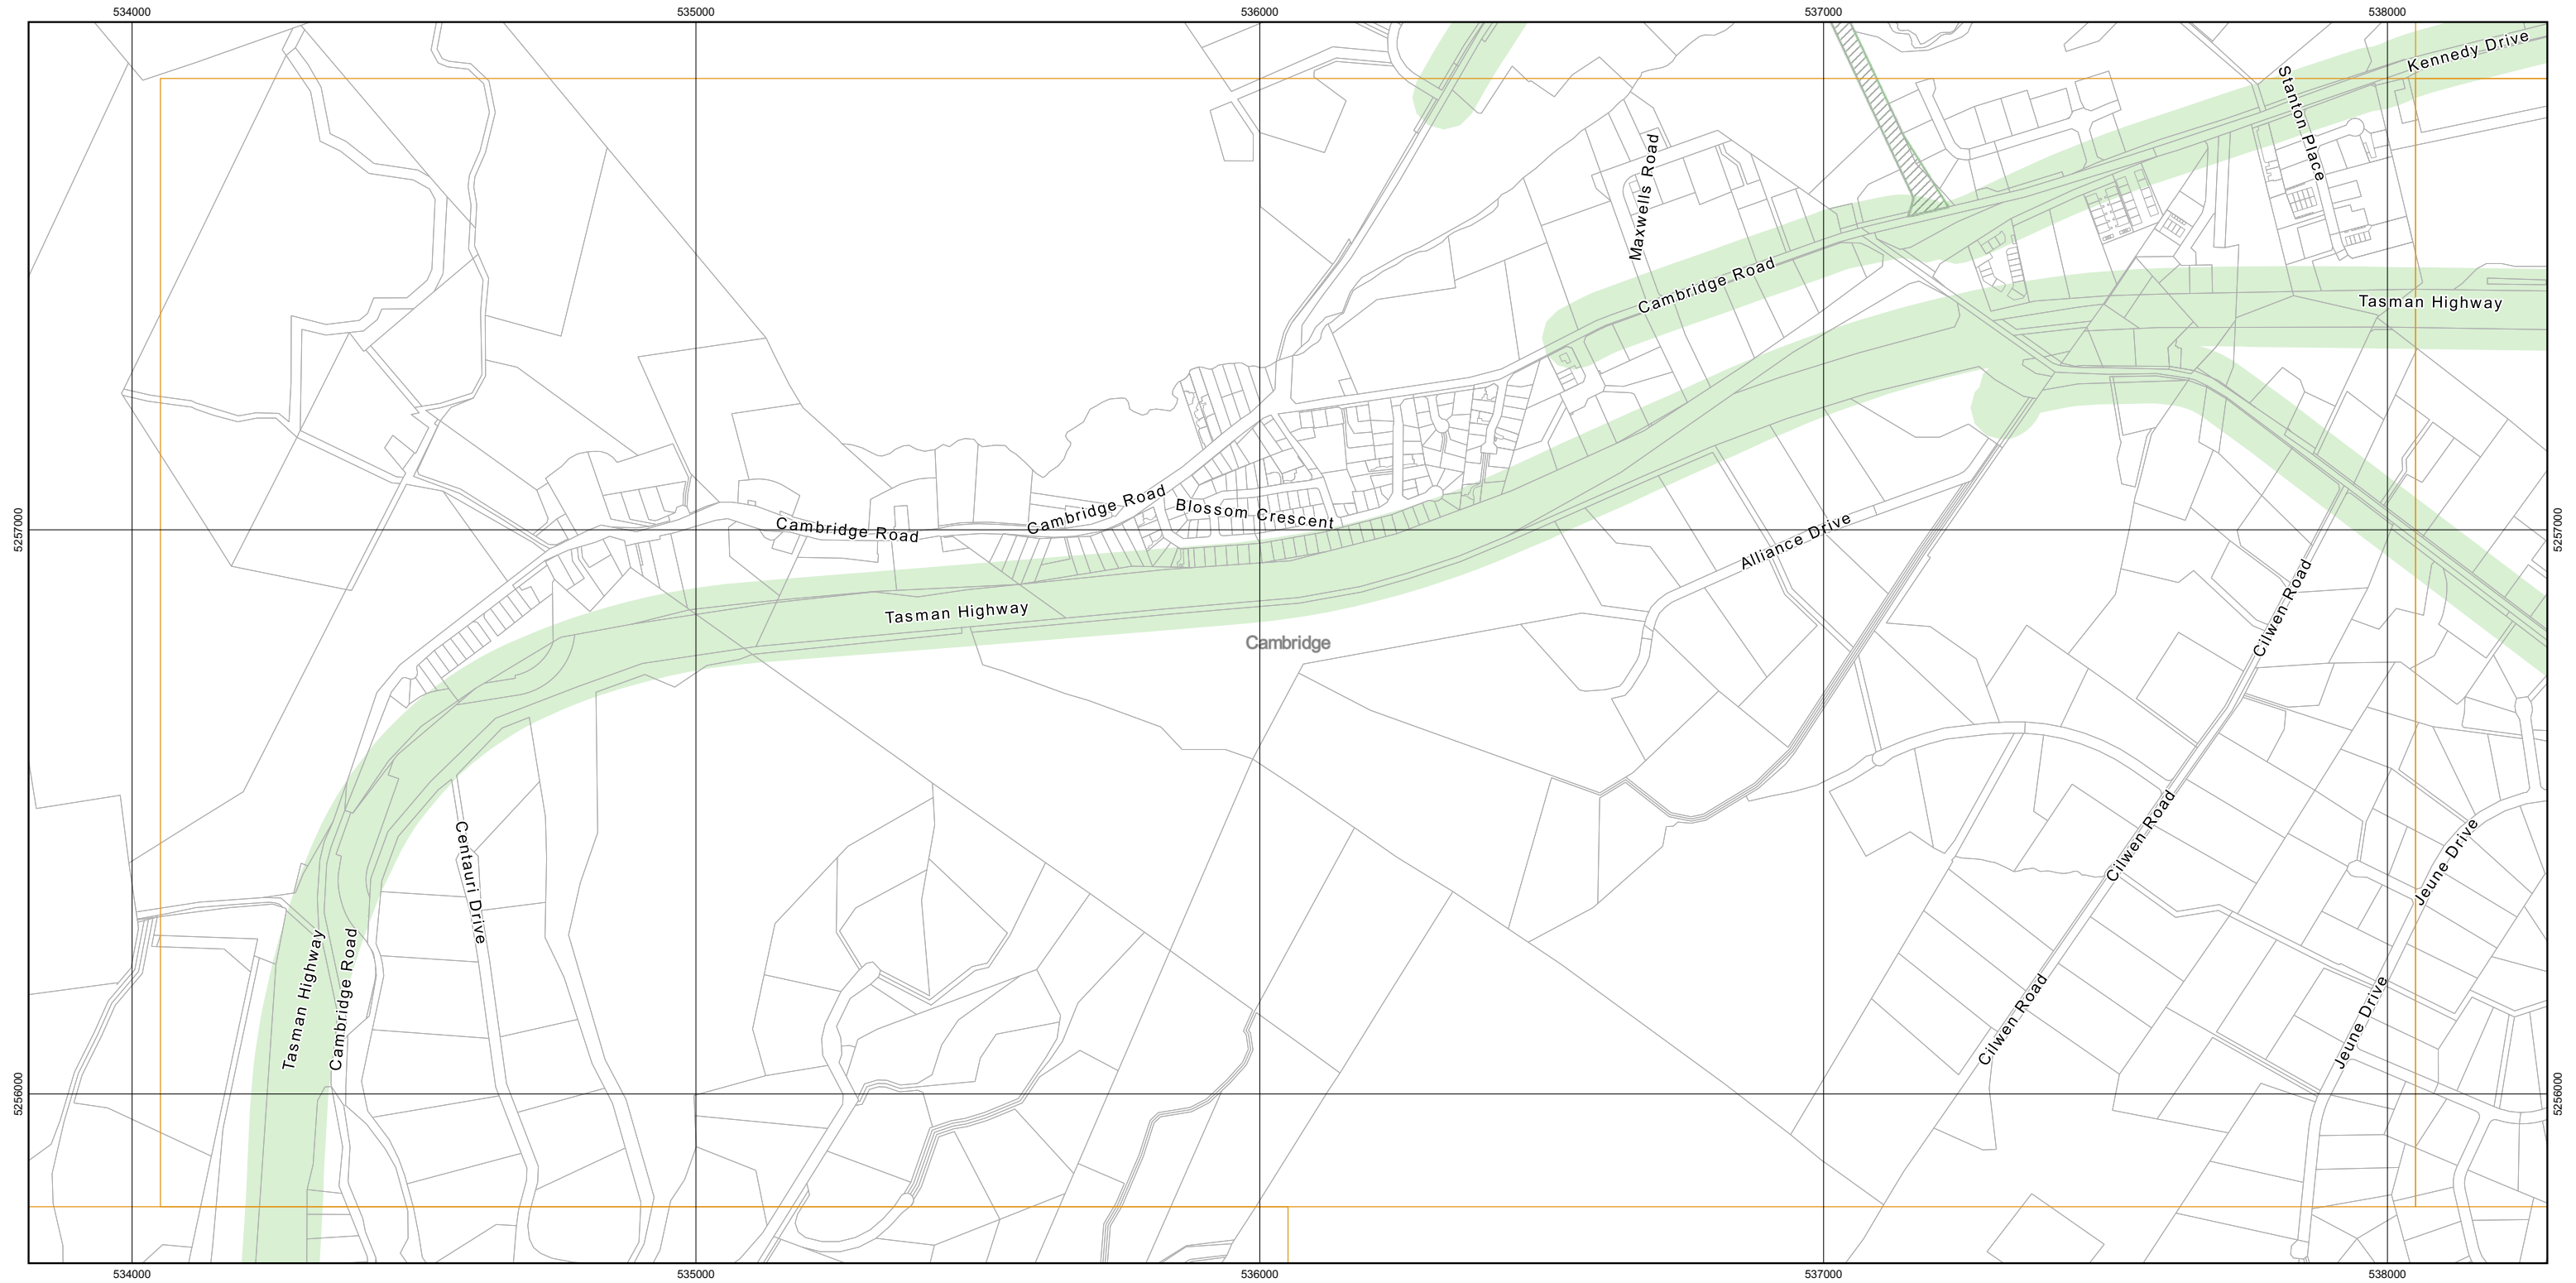 534000
535000
536000
537000
538000
Kennedy Drive
Stanton Place
Maxwells Road
Cambridge Road
Tasman Highway
Cambridge Road
Blossom Crescent
Cambridge Road
5257000
5257000
Alliance Drive
Tasman Highway
Cambridge
Cilwen Road
Centauri Drive
Cilwen Road
Jeune Drive
Tasman Highway
Cambridge Road
Cilwen Road
Jeune Drive
5256000
5256000
534000
535000
536000
537000
538000